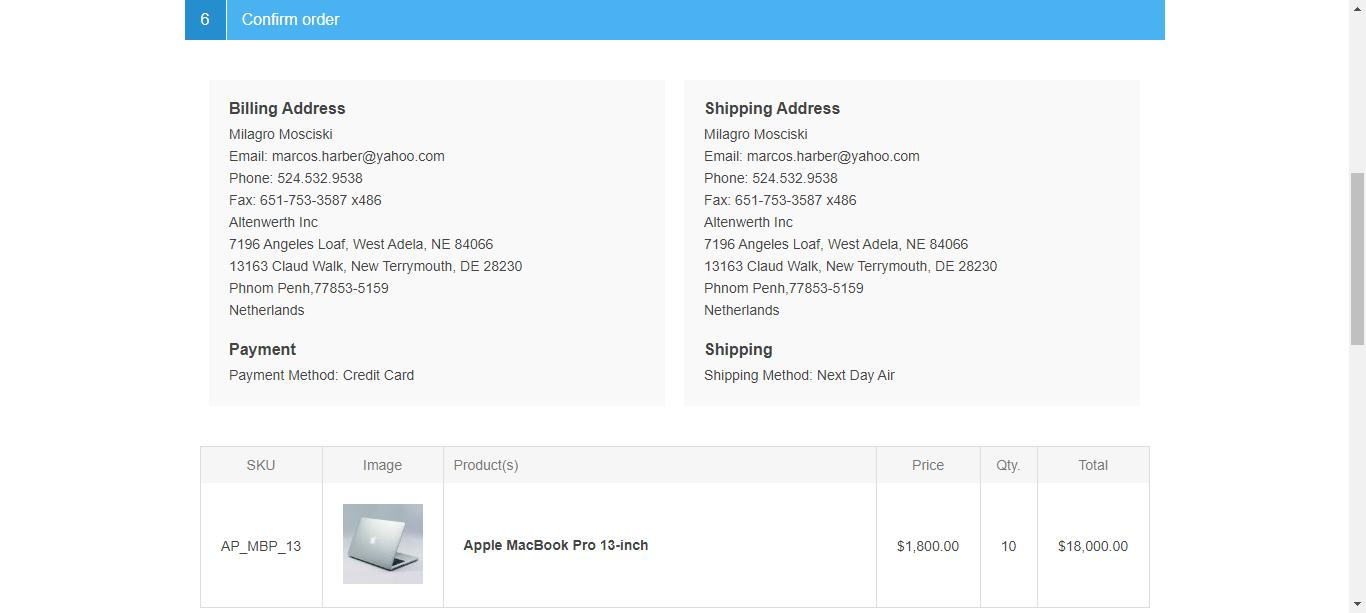 6 Confirm order
Billing Address
Milagro Mosciski
Email: marcos.harber@yahoo.com
Phone: 524.532.9538
Fax: 651-753-3587 x486
Altenwerth Inc
7196 Angeles Loaf, West Adela, NE 84066
13163 Claud Walk, New Terrymouth, DE 28230
Phnom Penh,77853-5159
Netherlands
Payment
Payment Method: Credit Card
Shipping Address
Milagro Mosciski
Email: marcos.harber@yahoo.com
Phone: 524.532.9538
Fax: 651-753-3587 x486
Altenwerth Inc
7196 Angeles Loaf, West Adela, NE 84066
13163 Claud Walk, New Terrymouth, DE 28230
Phnom Penh,77853-5159
Netherlands
Shipping
Shipping Method: Next Day Air
SKU Image Product(s) Price Qty. Total
AP_MBP_13 Apple MacBook Pro 13-inch $1,800.00 10 $18,000.00